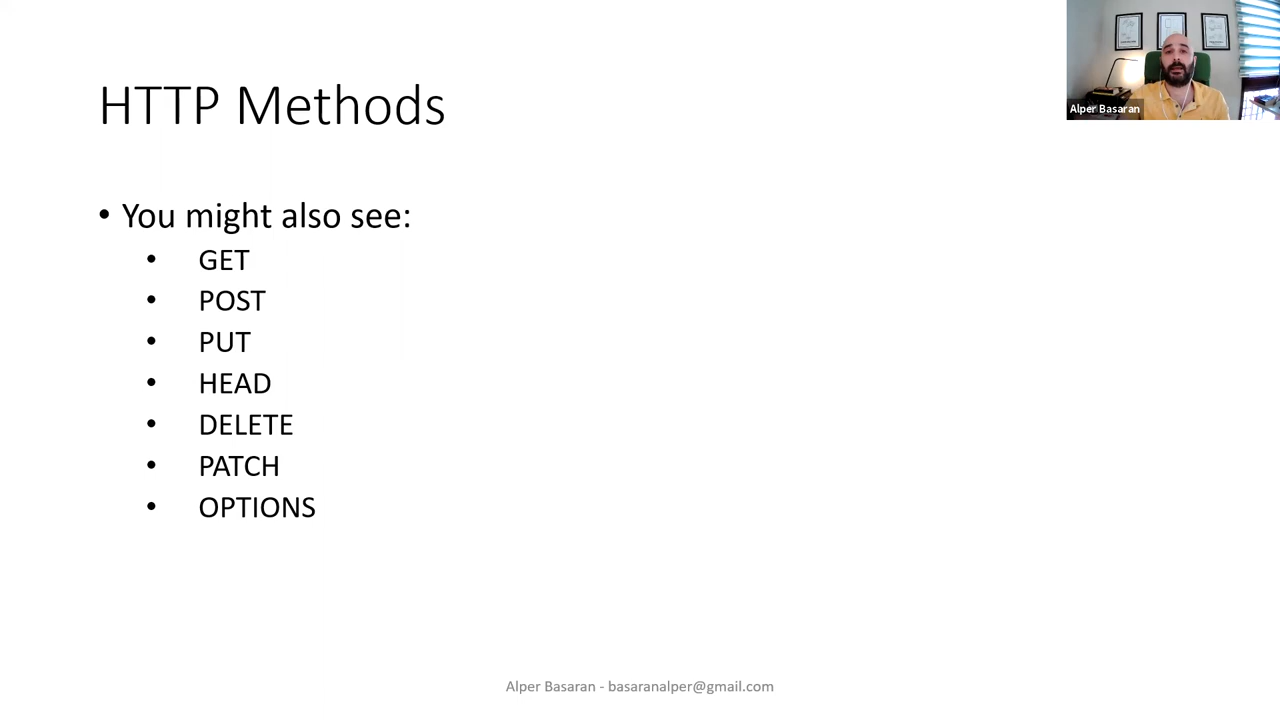 Alper Basaran
HTTP Methods
• You might also see:
• GET
• POST
• PUT
• HEAD
• DELETE
• PATCH
• OPTIONS
Alper Basaran - basaranalper@gmail.com